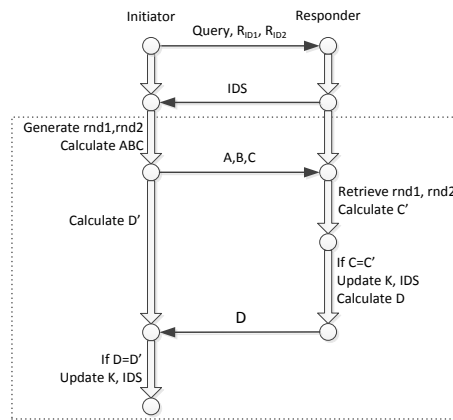 Initiator
Responder
Query, R_ID1, R_ID2
IDS
Generate rnd1,rnd2
Calculate ABC
A,B,C
Retrieve rnd1, rnd2
Calculate C’
Calculate D’
If C=C’
Update K, IDS
Calculate D
D
If D=D’
Update K, IDS